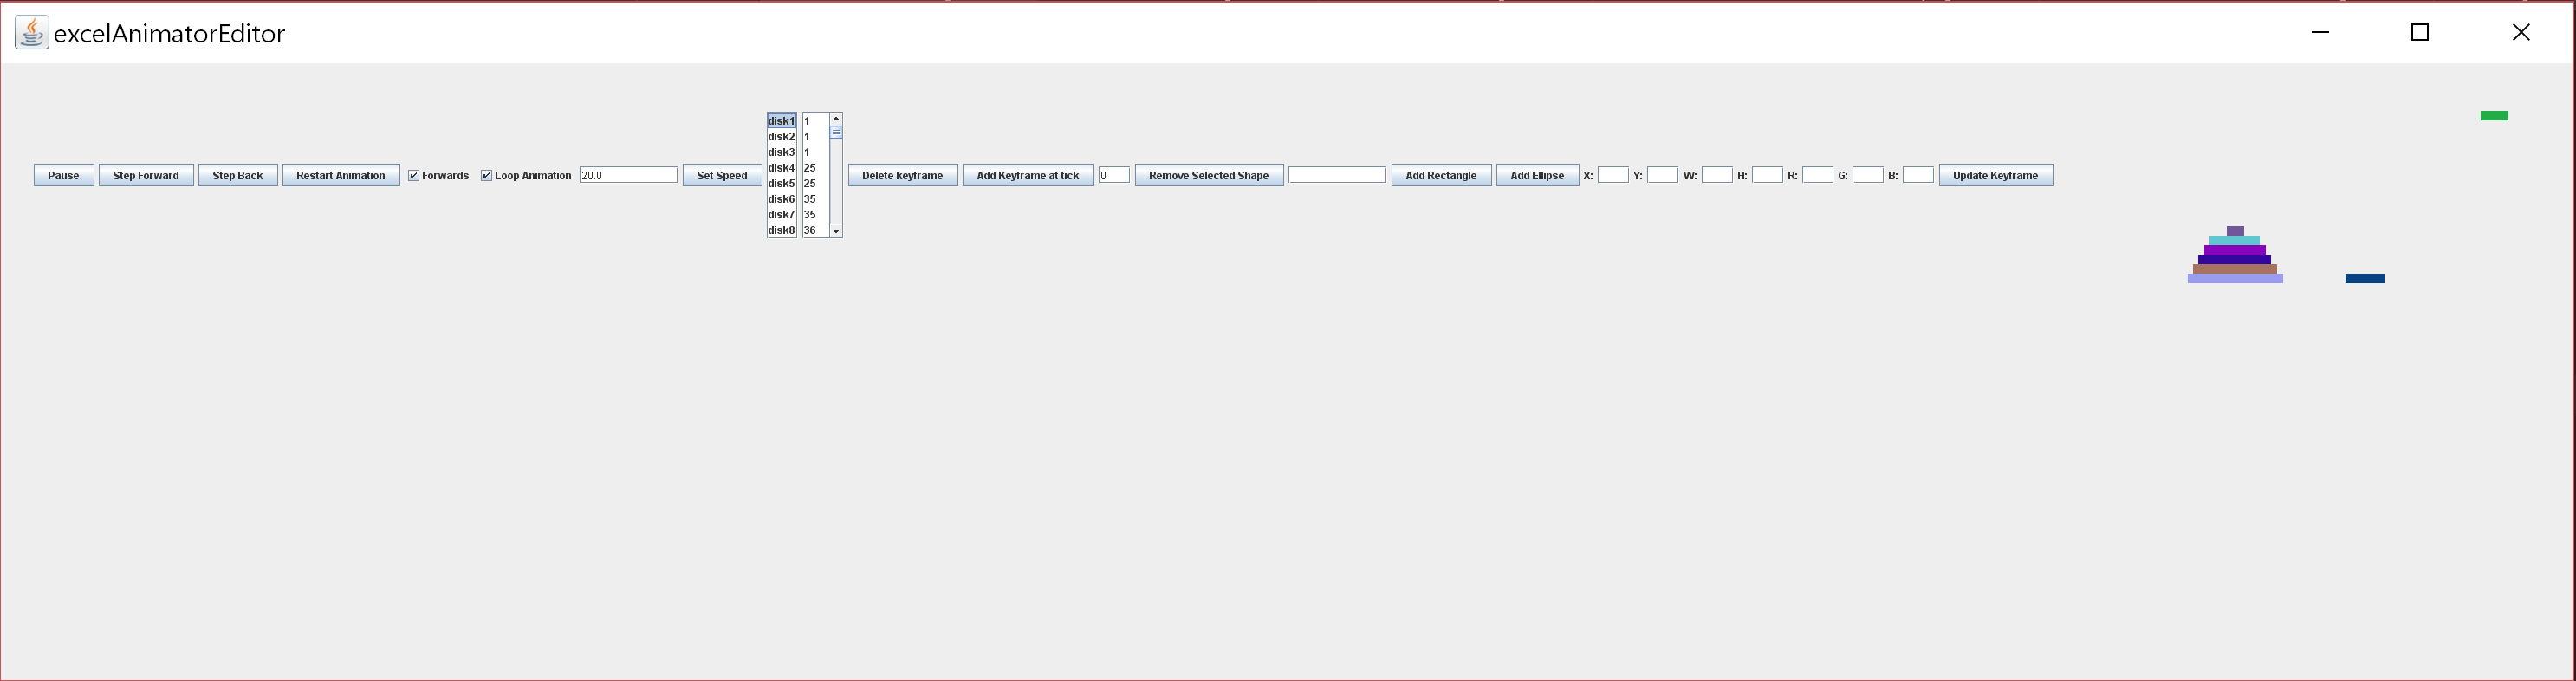 excelAnimatorEditor
Pause Step Forward Step Back Restart Animation Forwards Loop Animation 20.0 Set Speed
disk1
disk2
disk3
disk4
disk5
disk6
disk7
disk8
1
1
1
25
25
35
35
36
Delete keyframe Add Keyframe at tick 0 Remove Selected Shape Add Rectangle Add Ellipse X: Y: W: H: R: G: B: Update Keyframe